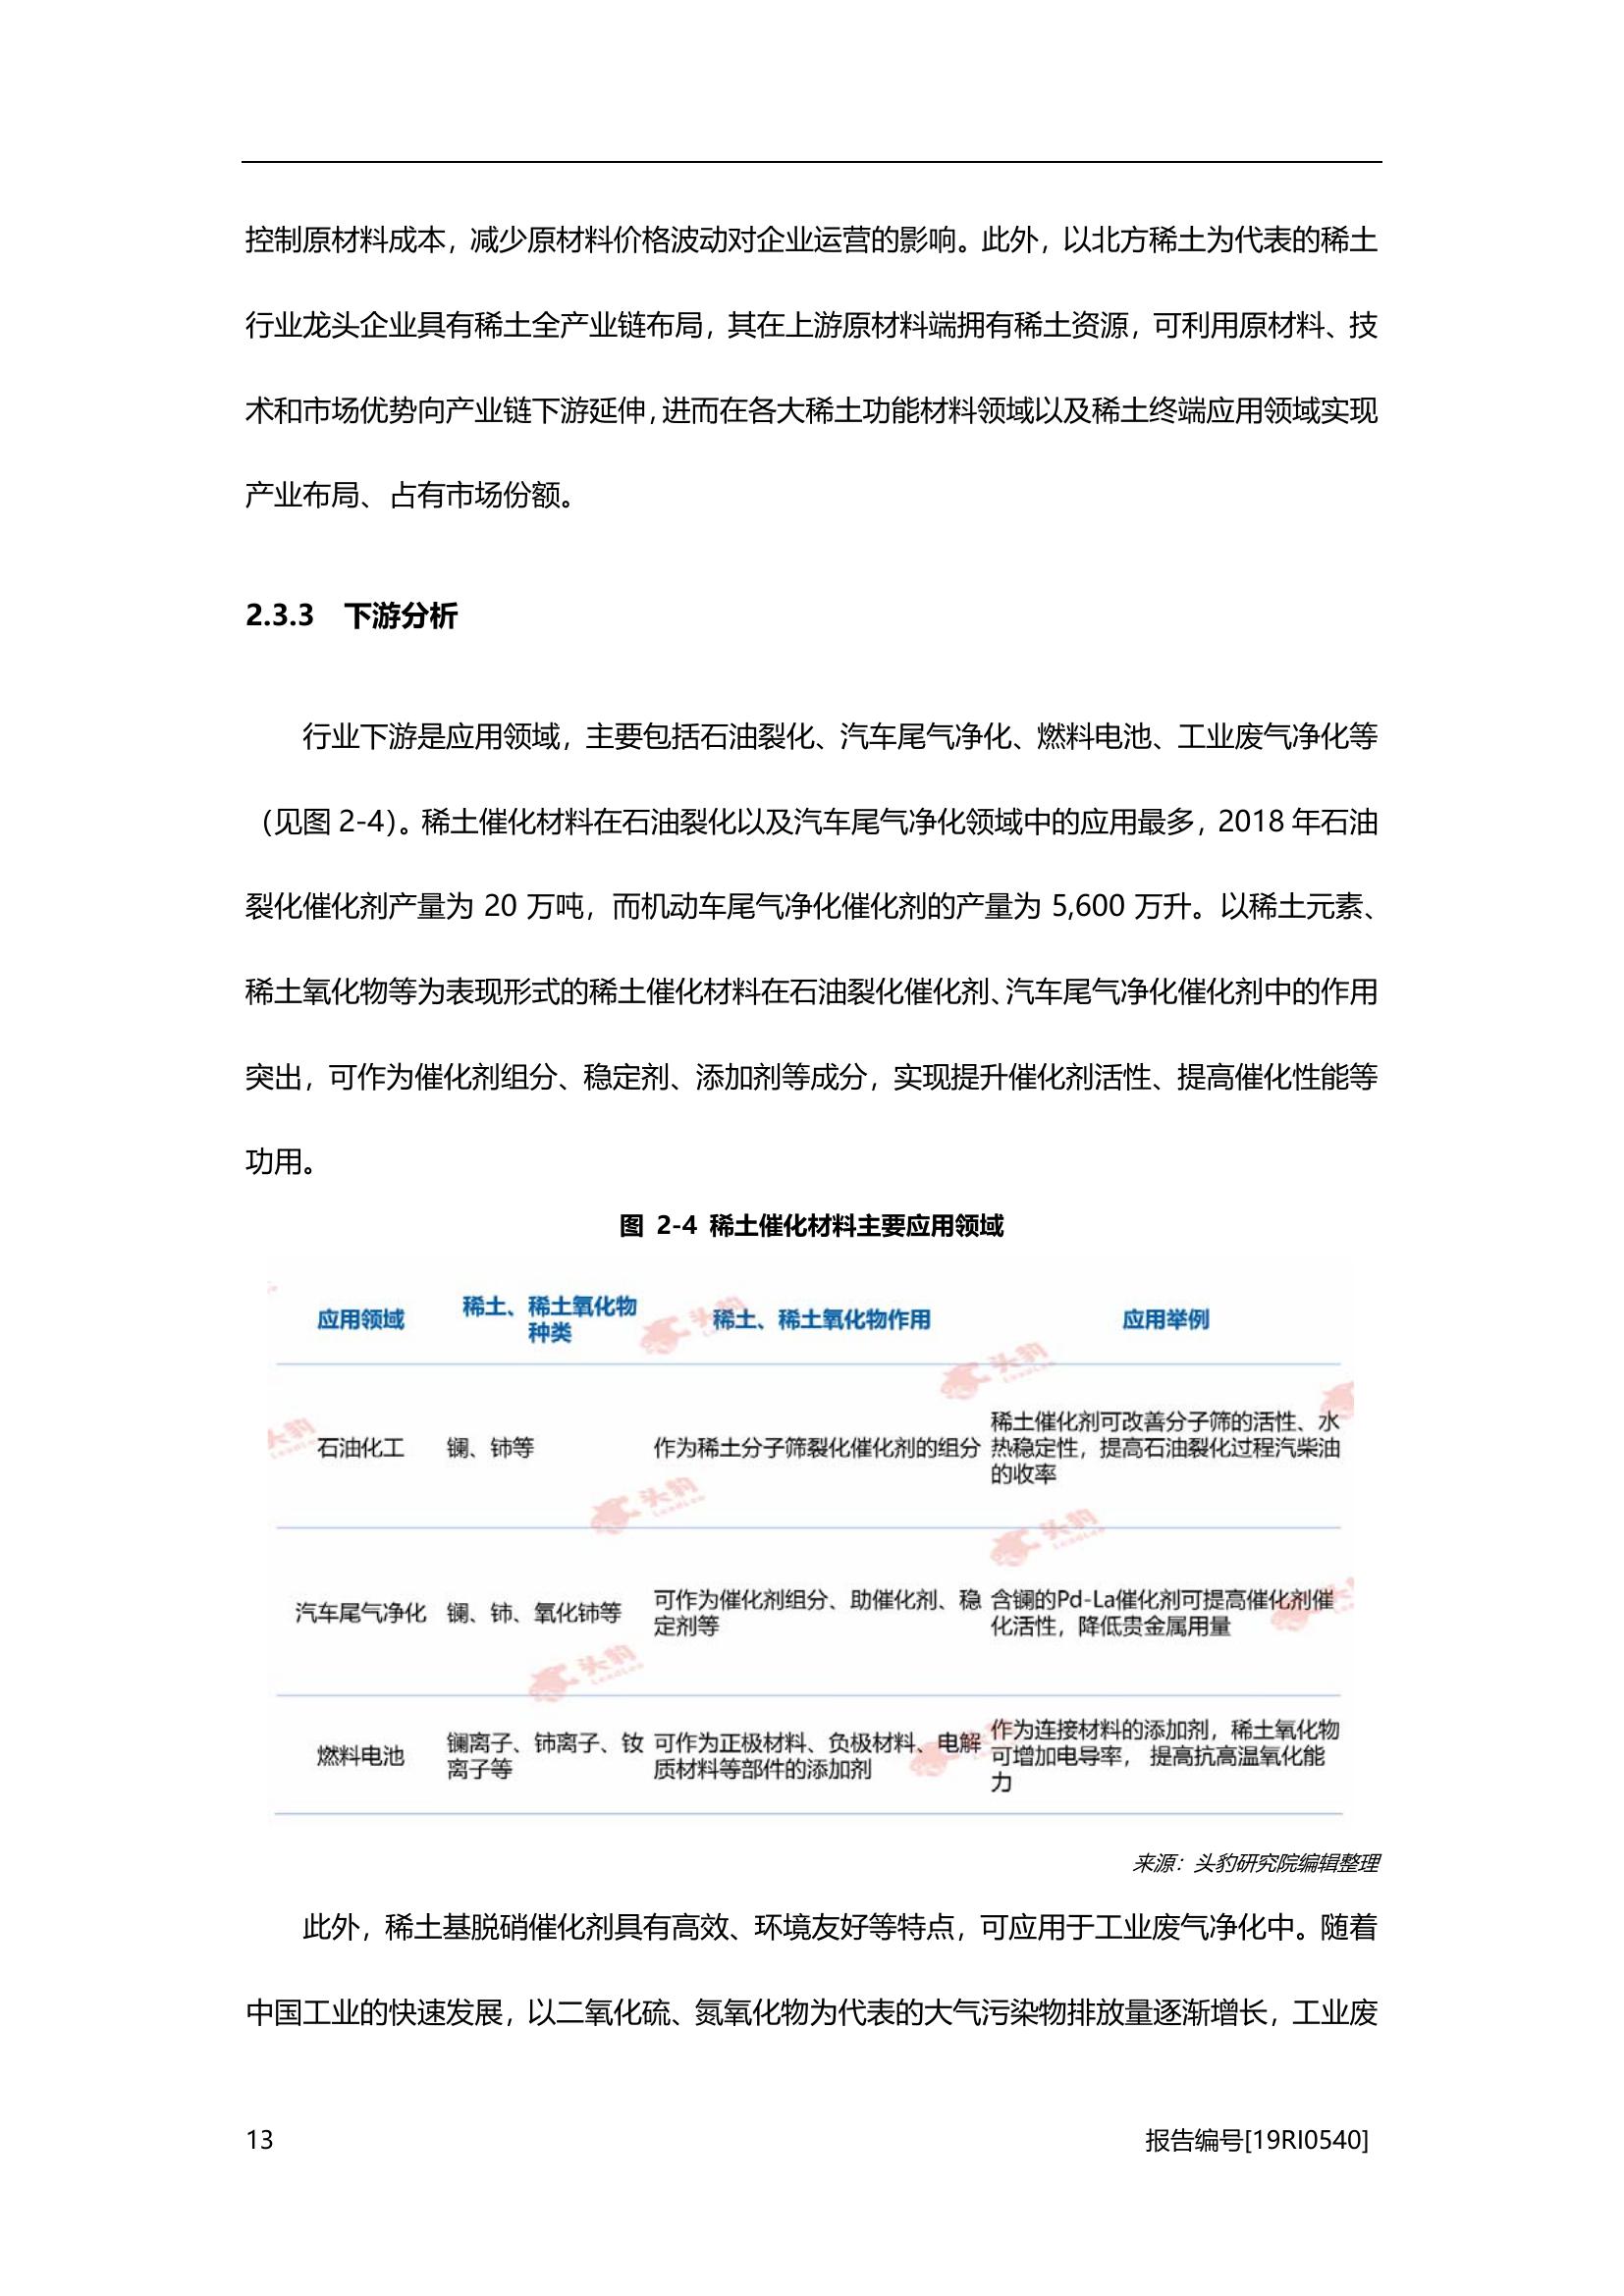 控制原材料成本，减少原材料价格波动对企业运营的影响。此外，以北方稀土为代表的稀土
行业龙头企业具有稀土全产业链布局，其在上游原材料端拥有稀土资源，可利用原材料、技
术和市场优势向产业链下游延伸，进而在各大稀土功能材料领域以及稀土终端应用领域实现
产业布局、占有市场份额。
2.3.3 下游分析
行业下游是应用领域，主要包括石油裂化、汽车尾气净化、燃料电池、工业废气净化等
（见图 2-4）。稀土催化材料在石油裂化以及汽车尾气净化领域中的应用最多，2018 年石油
裂化催化剂产量为 20 万吨，而机动车尾气净化催化剂的产量为 5,600 万升。以稀土元素、
稀土氧化物等为表现形式的稀土催化材料在石油裂化催化剂、汽车尾气净化催化剂中的作用
突出，可作为催化剂组分、稳定剂、添加剂等成分，实现提升催化剂活性、提高催化性能等
功用。
图 2-4 稀土催化材料主要应用领域
应用领域
稀土、稀土氧化物
种类
稀土、稀土氧化物作用
应用举例
石油化工
镧、铈等
作为稀土分子筛裂化催化剂的组分
稀土催化剂可改善分子筛的活性、水
热稳定性，提高石油裂化过程汽柴油
的收率
汽车尾气净化
镧、铈、氧化铈等
可作为催化剂组分、助催化剂、稳
定剂等
含镧的Pd-La催化剂可提高催化剂催
化活性，降低贵金属用量
燃料电池
镧离子、铈离子、钕
离子等
可作为正极材料、负极材料、电解
质材料等部件的添加剂
作为连接材料的添加剂，稀土氧化物
可增加电导率， 提高抗高温氧化能
力
来源：头豹研究院编辑整理
此外，稀土基脱硝催化剂具有高效、环境友好等特点，可应用于工业废气净化中。随着
中国工业的快速发展，以二氧化硫、氮氧化物为代表的大气污染物排放量逐渐增长，工业废
13
报告编号[19RI0540]